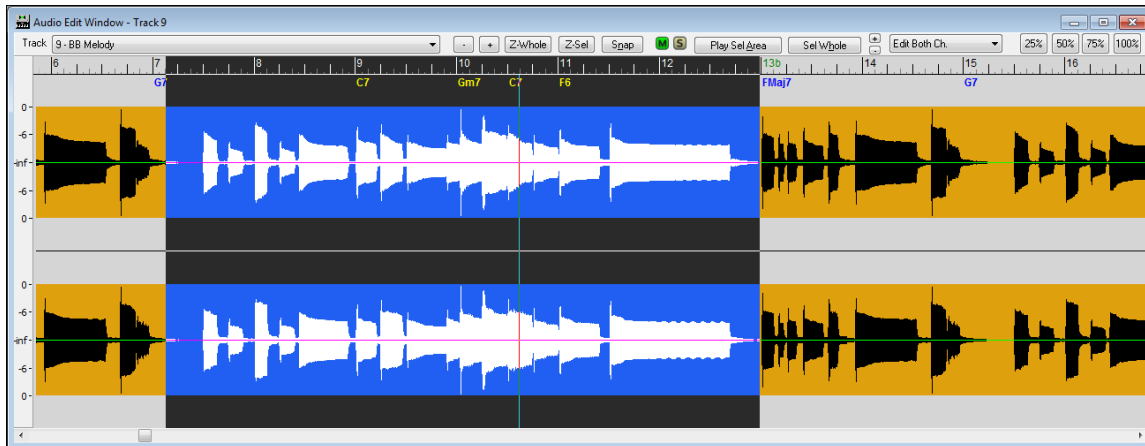 Audio Edit Window - Track 9
Track 9 - BB Melody - + Z-Whole Z-Sel Snap M S Play Sel Area Sel Whole + - Edit Both Ch. 25% 50% 75% 100%
6 7 8 9 10 11 12 13b 14 15 16
G7 C7 Gm7 C7 F6 FMaj7 G7
0-
-6-
-inf-
-6-
0-
0-
-6-
-inf-
-6-
0-